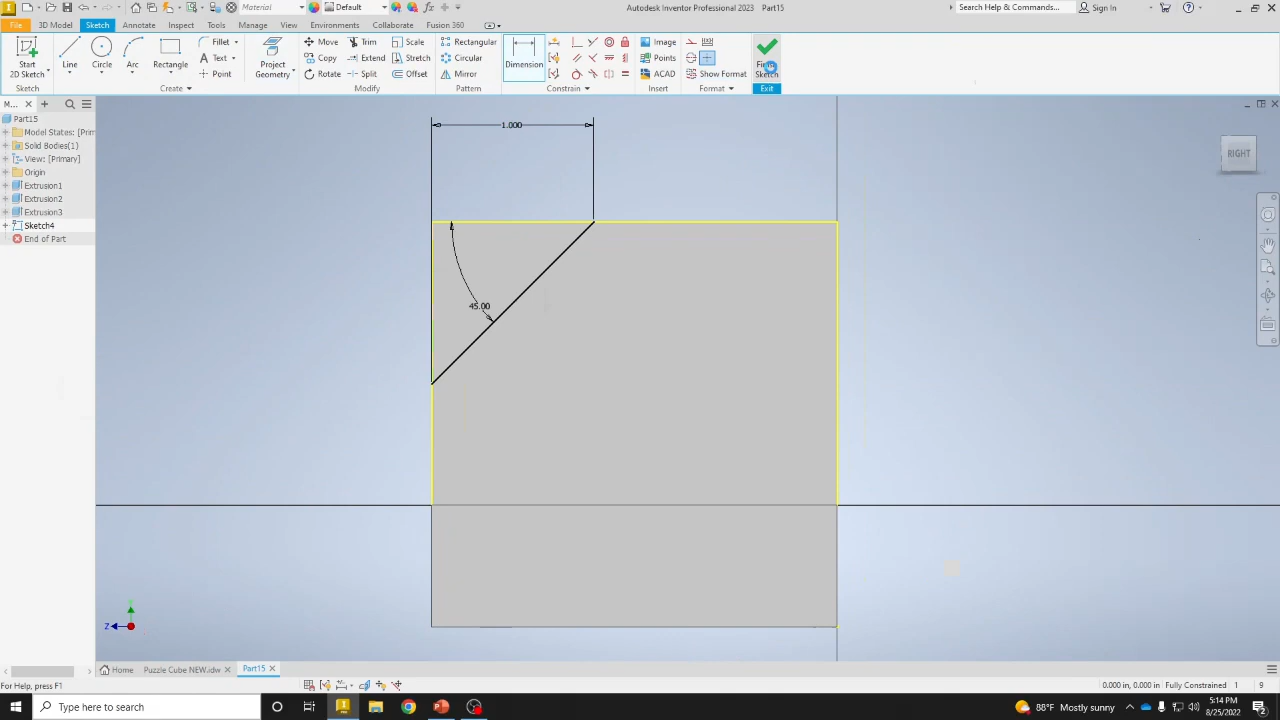 Material
Default
Autodesk Inventor Professional 2023 Part15
Search Help & Commands...
Sign In
File
3D Model
Sketch
Annotate
Inspect
Tools
Manage
View
Environments
Collaborate
Fusion 360
Start
2D Sketch
Line
Circle
Arc
Rectangle
Fillet
Text
Point
Project
Geometry
Move
Copy
Rotate
Trim
Extend
Split
Scale
Stretch
Offset
Rectangular
Circular
Mirror
Dimension
Image
Points
ACAD
Show Format
Finish
Sketch
Sketch
Create
Modify
Pattern
Constrain
Insert
Format
Exit
M...
Part15
Model States: [Prim
Solid Bodies(1)
View: [Primary]
Origin
Extrusion1
Extrusion2
Extrusion3
Sketch4
End of Part
1.000
45.00
RIGHT
Z
Home
Puzzle Cube NEW.idw
Part15
For Help, press F1
0.000 in, 0.000 in
Fully Constrained
1
9
Type here to search
88°F Mostly sunny
5:14 PM
8/25/2022